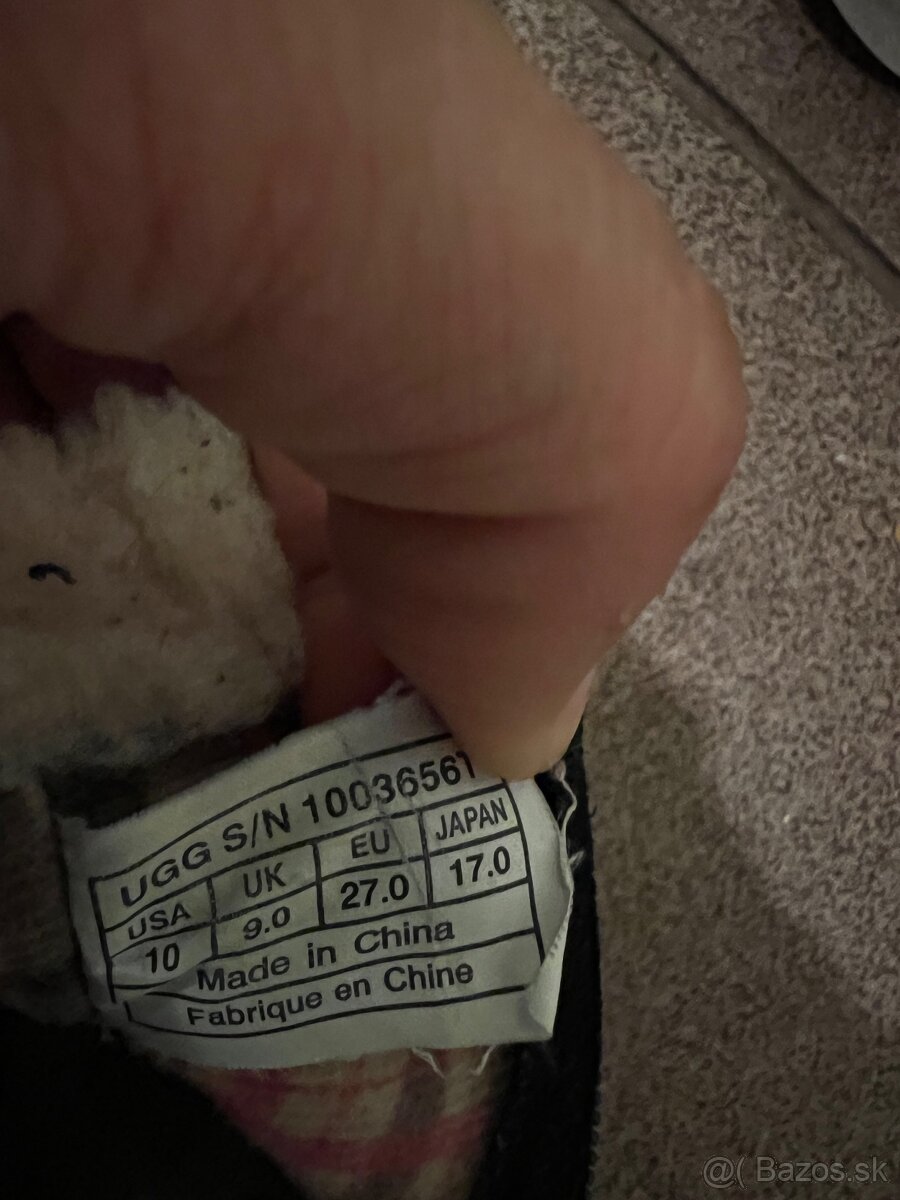 UGG S/N 1003656T
USA UK EU JAPAN
10 9.0 27.0 17.0
Made in China
Fabrique en Chine
@( Bazos.sk